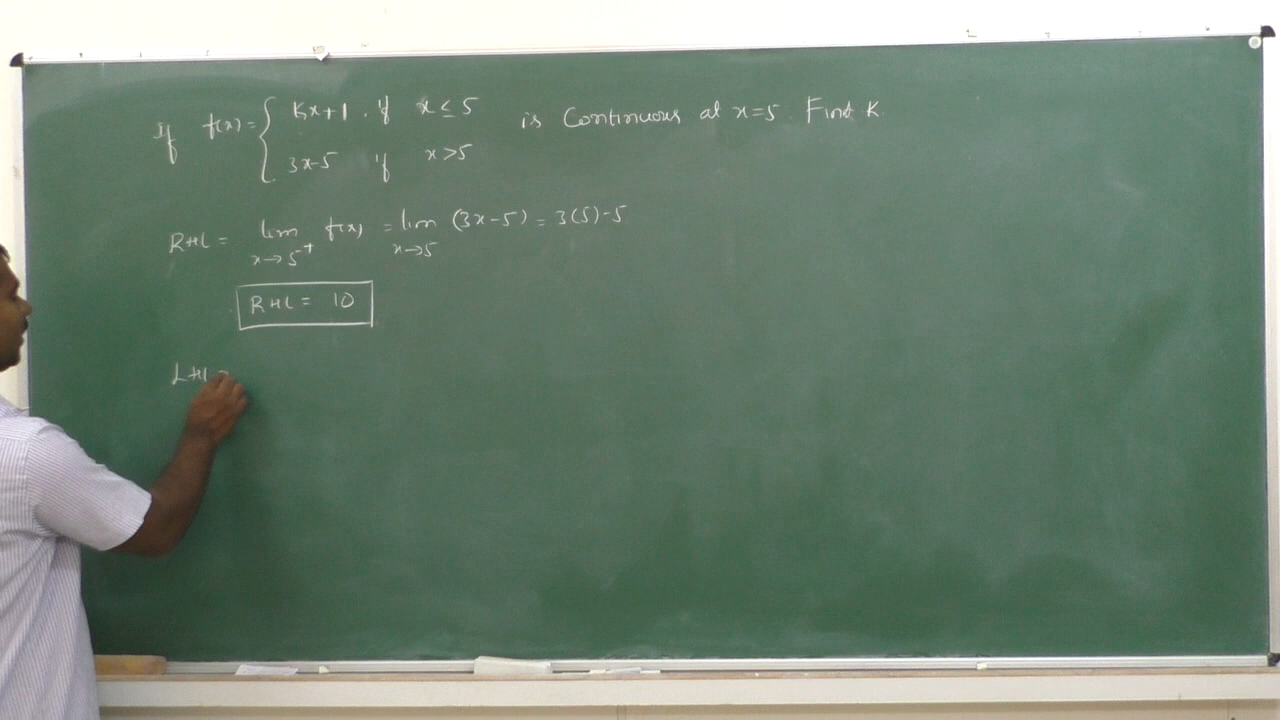 If f(x) = { kx+1, if x ≤ 5 is Continuous at x=5. Find K.
3x-5 if x>5
RHL = lim x→5⁺ f(x) = lim x→5 (3x-5) = 3(5)-5
RHL = 10
LHL =